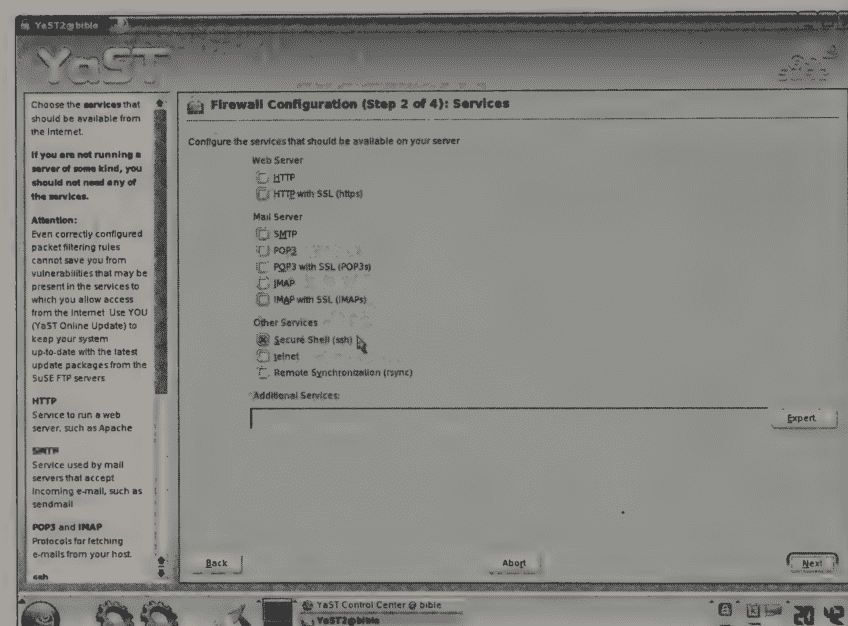 YaST2@bible
YaST
Choose the services that
should be available from
the Internet.
If you are not running a
server of some kind, you
should not need any of
the services.
Attention:
Even correctly configured
packet filtering rules
cannot save you from
vulnerabilities that may be
present in the services to
which you allow access
from the Internet. Use YOU
(YaST Online Update) to
keep your system
up-to-date with the latest
update packages from the
SuSE FTP servers
HTTP
Service to run a web
server, such as Apache
SMTP
Service used by mail
servers that accept
incoming e-mail, such as
sendmail
POP3 and IMAP
Protocols for fetching
e-mails from your host.
ssh
Firewall Configuration (Step 2 of 4): Services
Configure the services that should be available on your server
Web Server
HTTP
HTTP with SSL (https)
Mail Server
SMTP
POP3
POP3 with SSL (POP3s)
IMAP
IMAP with SSL (IMAPs)
Other Services
Secure Shell (ssh)
telnet
Remote Synchronization (rsync)
Additional Services:
Expert
Back
Abort
Next
YaST Control Center @ bible
YaST2@bible
20 42